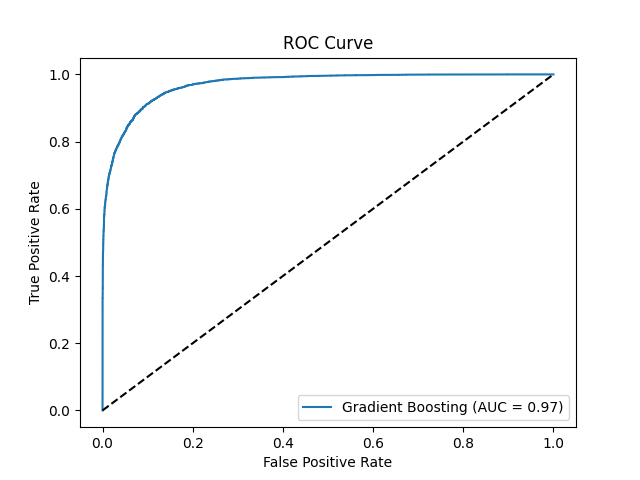 ROC Curve
True Positive Rate
1.0
0.8
0.6
0.4
0.2
0.0
0.0 0.2 0.4 0.6 0.8 1.0
False Positive Rate
Gradient Boosting (AUC = 0.97)